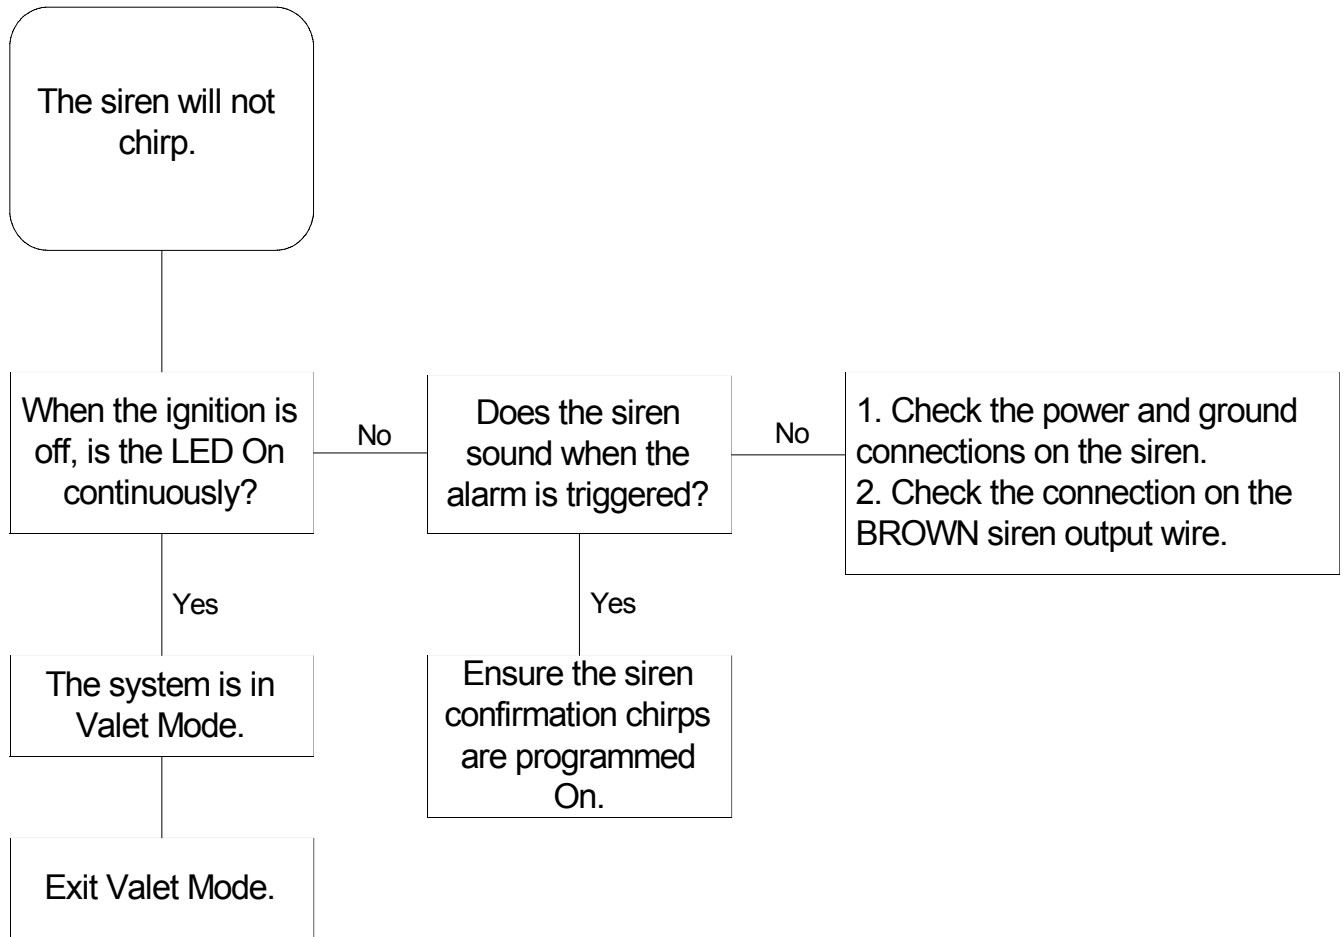 The siren will not
chirp.
When the ignition is
off, is the LED On
continuously?
No
Does the siren
sound when the
alarm is triggered?
No
1. Check the power and ground
connections on the siren.
2. Check the connection on the
BROWN siren output wire.
Yes
Yes
The system is in
Valet Mode.
Ensure the siren
confirmation chirps
are programmed
On.
Exit Valet Mode.